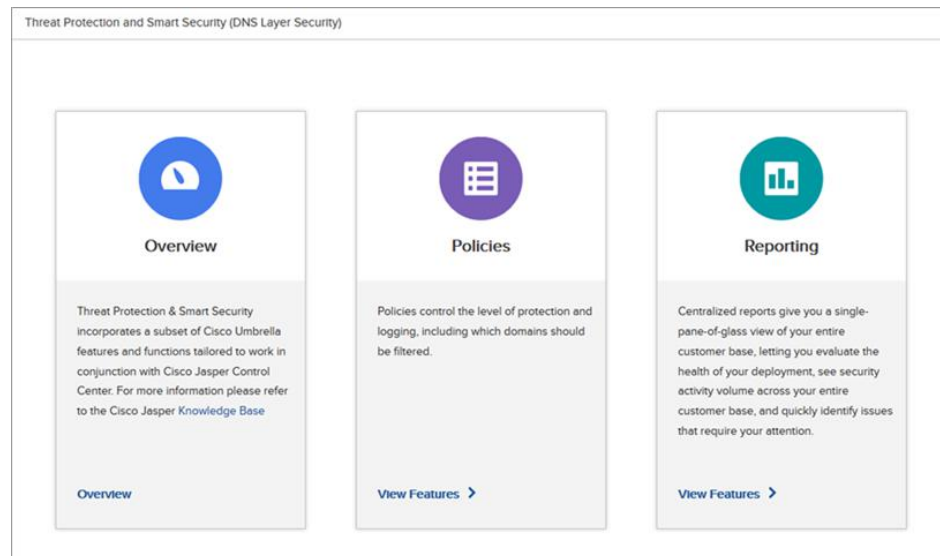 Threat Protection and Smart Security (DNS Layer Security)
Overview
Threat Protection & Smart Security
incorporates a subset of Cisco Umbrella
features and functions tailored to work in
conjunction with Cisco Jasper Control
Center. For more information please refer
to the Cisco Jasper Knowledge Base
Overview
Policies
Policies control the level of protection and
logging, including which domains should
be filtered.
View Features
Reporting
Centralized reports give you a single-
pane-of-glass view of your entire
customer base, letting you evaluate the
health of your deployment, see security
activity volume across your entire
customer base, and quickly identify issues
that require your attention.
View Features